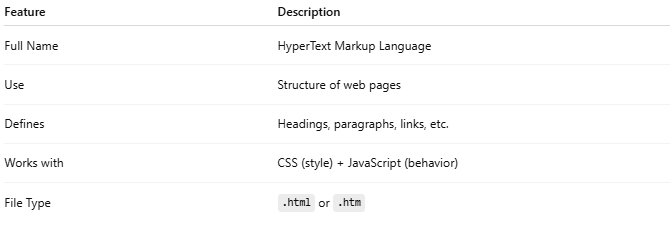 Feature Description
Full Name HyperText Markup Language
Use Structure of web pages
Defines Headings, paragraphs, links, etc.
Works with CSS (style) + JavaScript (behavior)
File Type .html or .htm